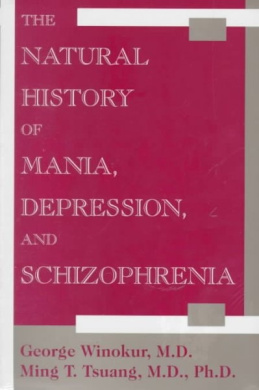 THE
NATURAL
HISTORY
OF
MANIA,
DEPRESSION,
AND
SCHIZOPHRENIA
George Winokur, M.D.
Ming T. Tsuang, M.D., Ph.D.